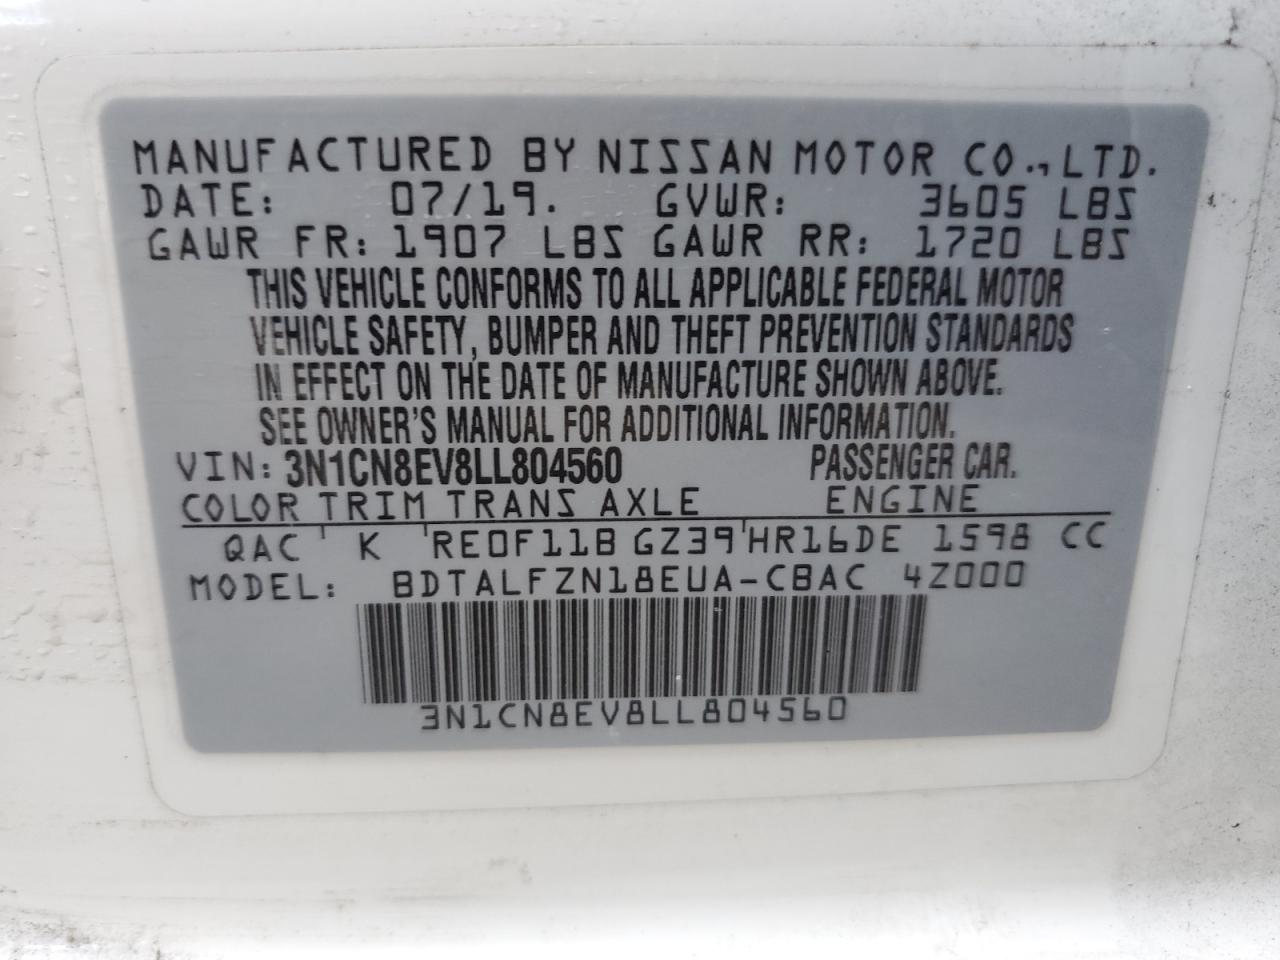 MANUFACTURED BY NISSAN MOTOR CO., LTD.
DATE: 07/19. GVWR: 3605 LBS
GAWR FR: 1907 LBS GAWR RR: 1720 LBS
THIS VEHICLE CONFORMS TO ALL APPLICABLE FEDERAL MOTOR
VEHICLE SAFETY, BUMPER AND THEFT PREVENTION STANDARDS
IN EFFECT ON THE DATE OF MANUFACTURE SHOWN ABOVE.
SEE OWNER'S MANUAL FOR ADDITIONAL INFORMATION.
VIN: 3N1CN8EV8LL804560 PASSENGER CAR.
COLOR TRIM TRANS AXLE ENGINE
QAC K RE0F11B GZ39 HR16DE 1598 CC
MODEL: BDTALFZN18EUA-CBAC 4Z000
3N1CN8EV8LL804560